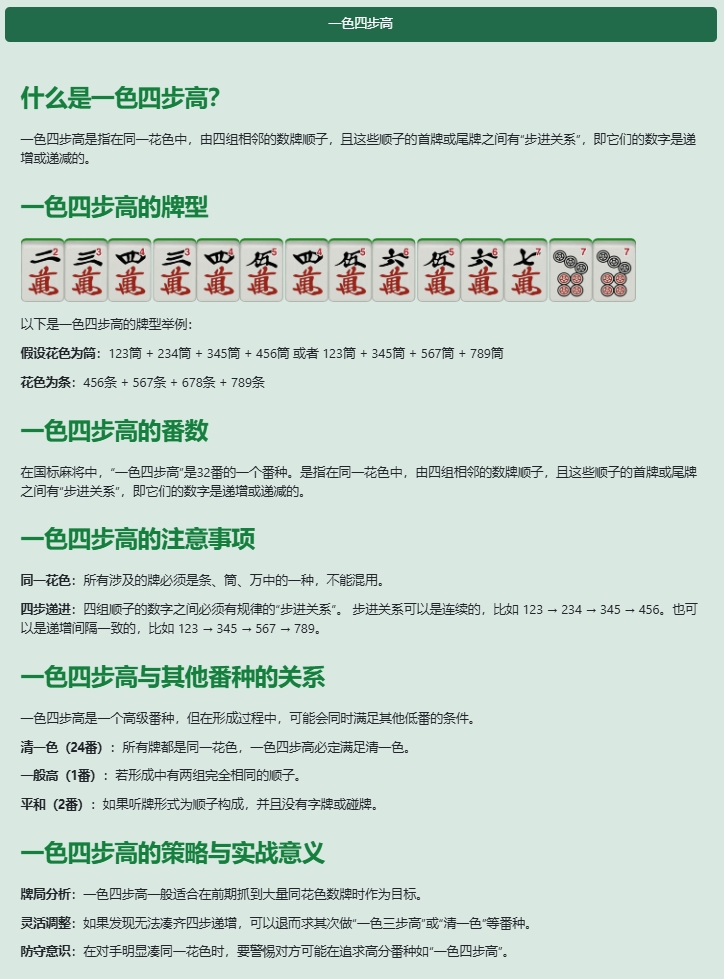 一色四步高
什么是一色四步高？
一色四步高是指在同一花色中，由四组相邻的数牌顺子，且这些顺子的首牌或尾牌之间有“步进关系”，即它们的数字是递
增或递减的。
一色四步高的牌型
二萬2 三萬3 四萬4 三萬3 四萬4 伍萬5 四萬4 伍萬5 六萬6 伍萬5 六萬6 七萬7 7 7
以下是一色四步高的牌型举例：
假设花色为筒：123筒 + 234筒 + 345筒 + 456筒 或者 123筒 + 345筒 + 567筒 + 789筒
花色为条：456条 + 567条 + 678条 + 789条
一色四步高的番数
在国标麻将中，“一色四步高”是32番的一个番种。是指在同一花色中，由四组相邻的数牌顺子，且这些顺子的首牌或尾牌
之间有“步进关系”，即它们的数字是递增或递减的。
一色四步高的注意事项
同一花色：所有涉及的牌必须是条、筒、万中的一种，不能混用。
四步递进：四组顺子的数字之间必须有规律的“步进关系”。 步进关系可以是连续的，比如 123 → 234 → 345 → 456。也可
以是递增间隔一致的，比如 123 → 345 → 567 → 789。
一色四步高与其他番种的关系
一色四步高是一个高级番种，但在形成过程中，可能会同时满足其他低番的条件。
清一色（24番）：所有牌都是同一花色，一色四步高必定满足清一色。
一般高（1番）：若形成中有两组完全相同的顺子。
平和（2番）：如果听牌形式为顺子构成，并且没有字牌或碰牌。
一色四步高的策略与实战意义
牌局分析：一色四步高一般适合在前期抓到大量同花色数牌时作为目标。
灵活调整：如果发现无法凑齐四步递增，可以退而求其次做“一色三步高”或“清一色”等番种。
防守意识：在对手明显凑同一花色时，要警惕对方可能在追求高分番种如“一色四步高”。